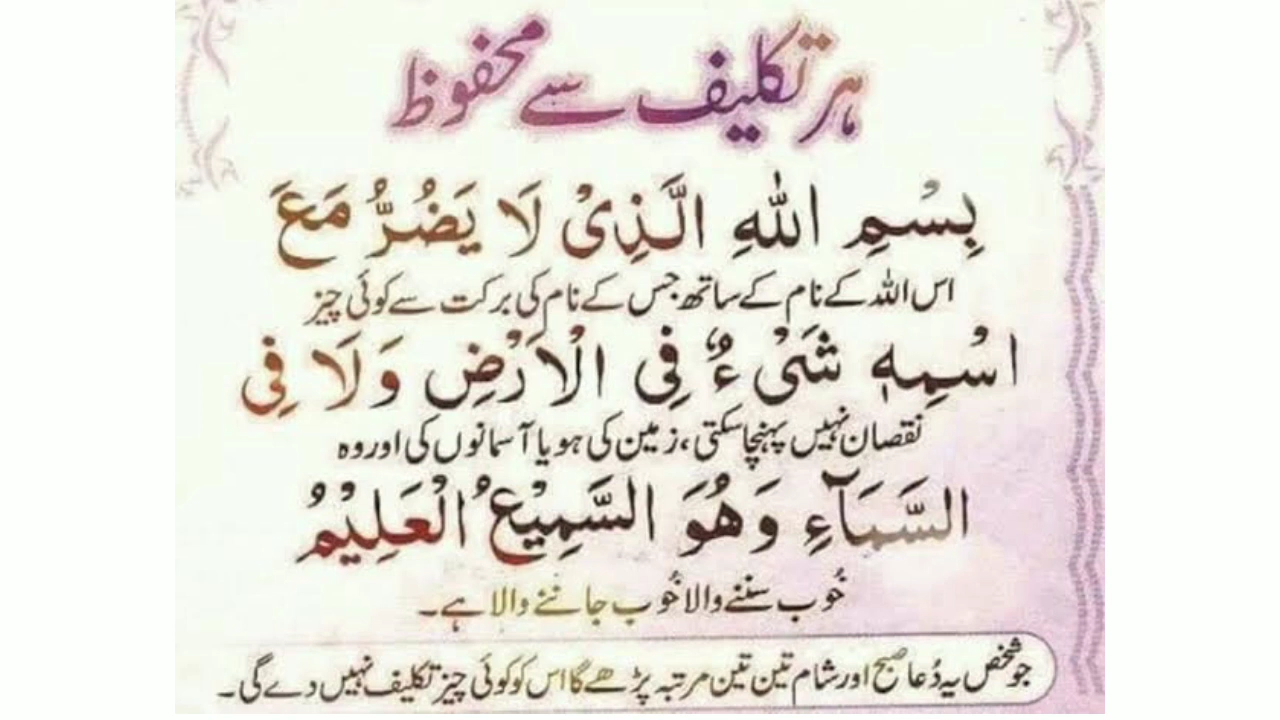 ہر تکلیف سے محفوظ
بِسْمِ اللهِ الَّذِیْ لَا یَضُرُّ مَعَ
اس اللہ کے نام کے ساتھ جس کے نام کی برکت سے کوئی چیز
اسْمِهٖ شَیْءٌ فِی الْاَرْضِ وَلَا فِی
نقصان نہیں پہنچا سکتی، زمین کی ہو یا آسمانوں کی اور وہ
السَّمَآءِ وَهُوَ السَّمِیْعُ الْعَلِیْمُ
خُوب سننے والا خُوب جاننے والا ہے۔
جو شخص یہ دُعا صبح اور شام تین تین مرتبہ پڑھے گا اس کو کوئی چیز تکلیف نہیں دے گی۔